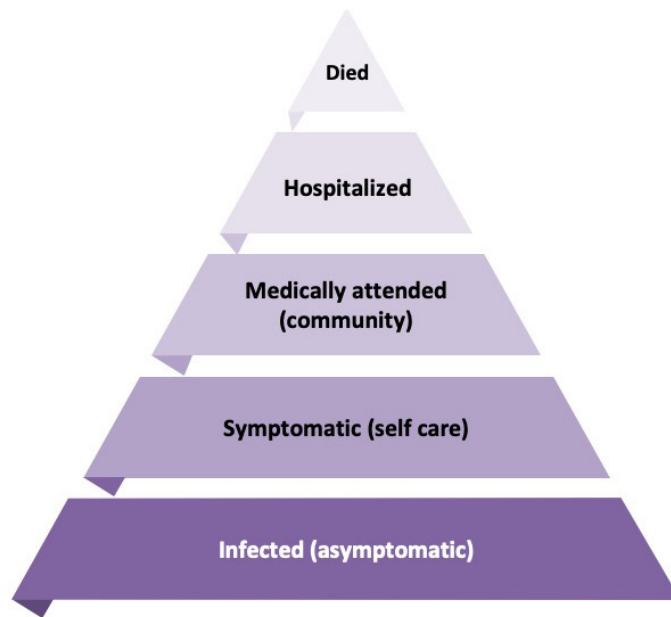 Died
Hospitalized
Medically attended
(community)
Symptomatic (self care)
Infected (asymptomatic)